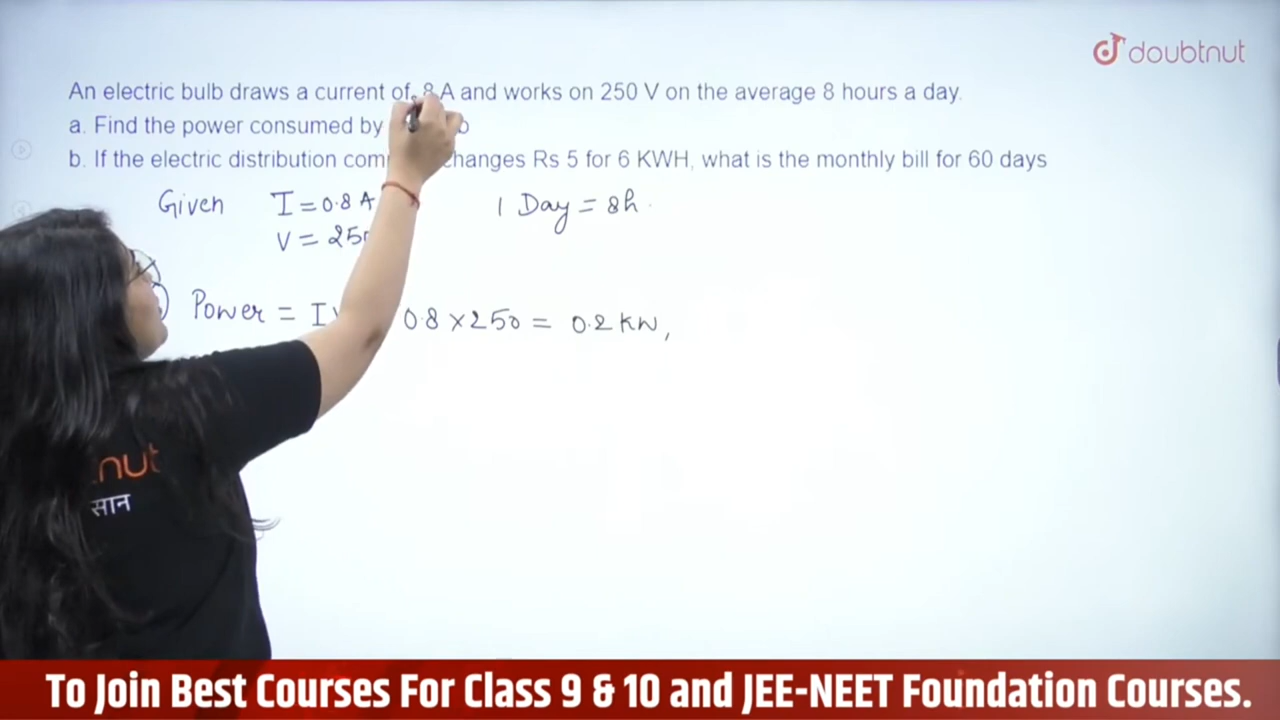 doubtnut
An electric bulb draws a current of .8 A and works on 250 V on the average 8 hours a day.
a. Find the power consumed by
b. If the electric distribution changes Rs 5 for 6 KWH, what is the monthly bill for 60 days
Given I = 0.8 A 1 Day = 8h.
V = 250
Power = I V 0.8 × 250 = 0.2 KW,
nut
सान
To Join Best Courses For Class 9 & 10 and JEE-NEET Foundation Courses.